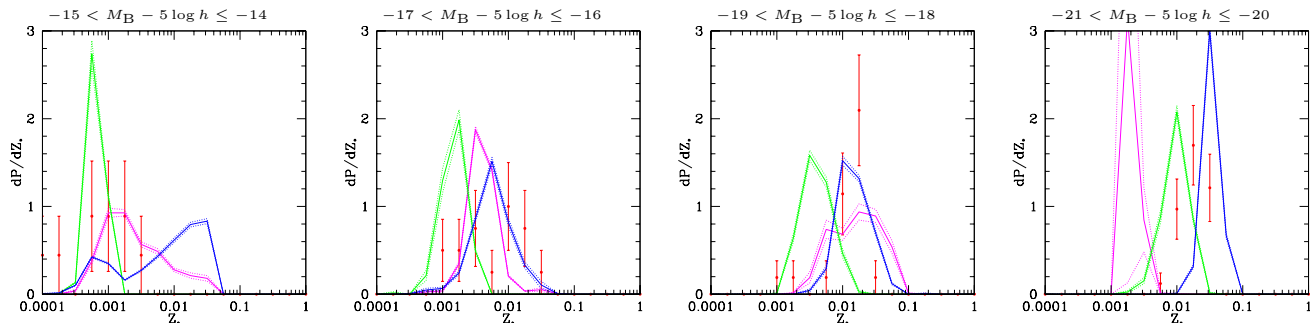 −15 < M_B − 5 log h ≤ −14
dP/dZ*
3
2
1
0
0.0001 0.001 0.01 0.1 1
Z*
−17 < M_B − 5 log h ≤ −16
dP/dZ*
3
2
1
0
0.0001 0.001 0.01 0.1 1
Z*
−19 < M_B − 5 log h ≤ −18
dP/dZ*
3
2
1
0
0.0001 0.001 0.01 0.1 1
Z*
−21 < M_B − 5 log h ≤ −20
dP/dZ*
3
2
1
0
0.0001 0.001 0.01 0.1 1
Z*